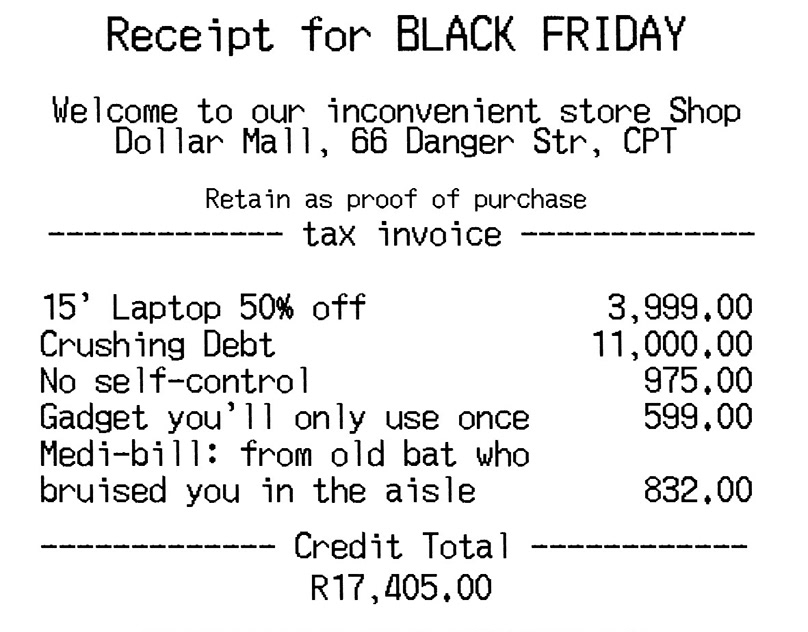 Receipt for BLACK FRIDAY
Welcome to our inconvenient store Shop
Dollar Mall, 66 Danger Str, CPT
Retain as proof of purchase
------------- tax invoice -------------
15' Laptop 50% off 3,999.00
Crushing Debt 11,000.00
No self-control 975.00
Gadget you'll only use once 599.00
Medi-bill: from old bat who
bruised you in the aisle 832.00
------------- Credit Total ------------
R17,405.00